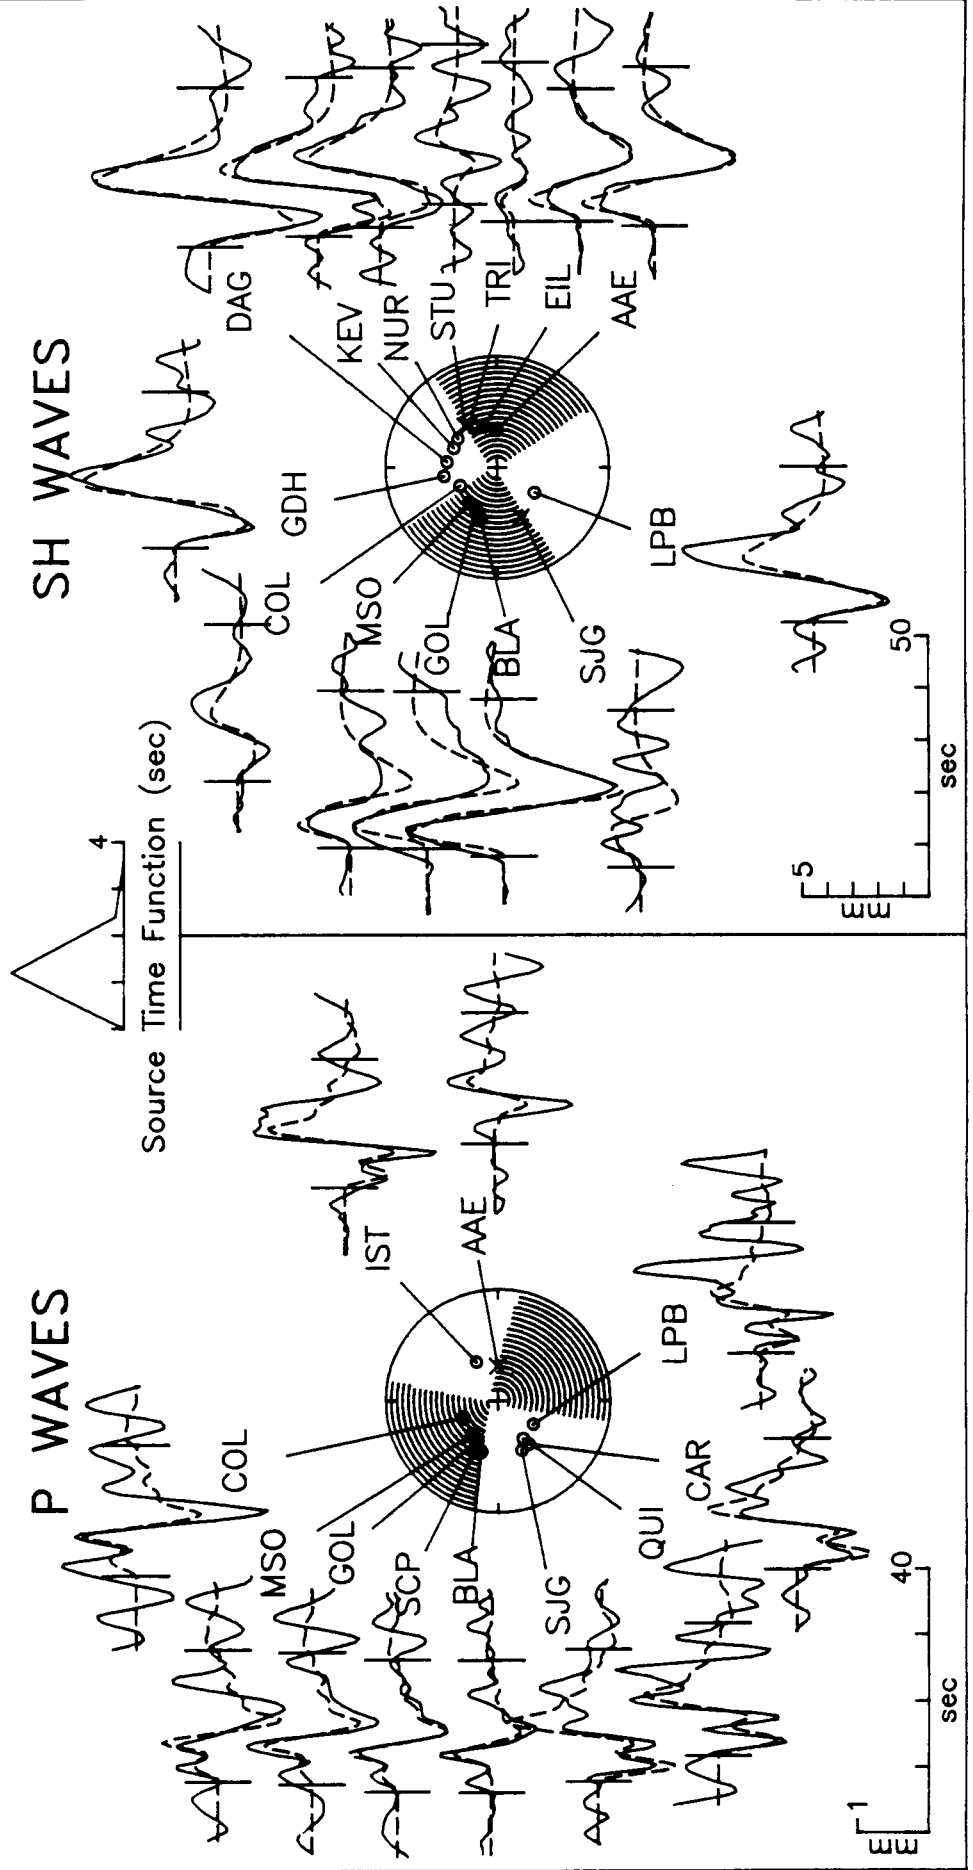 P WAVES
COL
MSO
GOL
SCP
BLA
SJG
QUI
CAR
LPB
AAE
IST
1
mm
sec
40
Source Time Function (sec)
4
SH WAVES
COL
GDH
DAG
KEV
NUR
STU
TRI
EIL
AAE
MSO
GOL
BLA
SJG
LPB
5
mm
sec
50